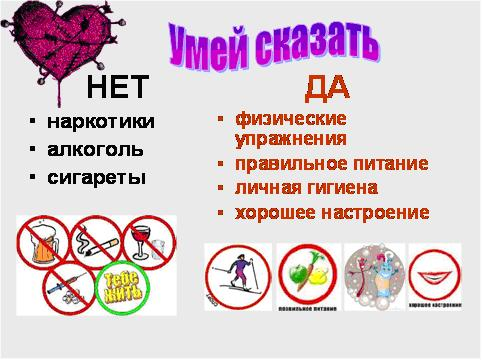 Умей сказать
НЕТ
наркотики
алкоголь
сигареты
ДА
физические
упражнения
правильное питание
личная гигиена
хорошее настроение
Тебе
жить
правильное питание
хорошее настроение